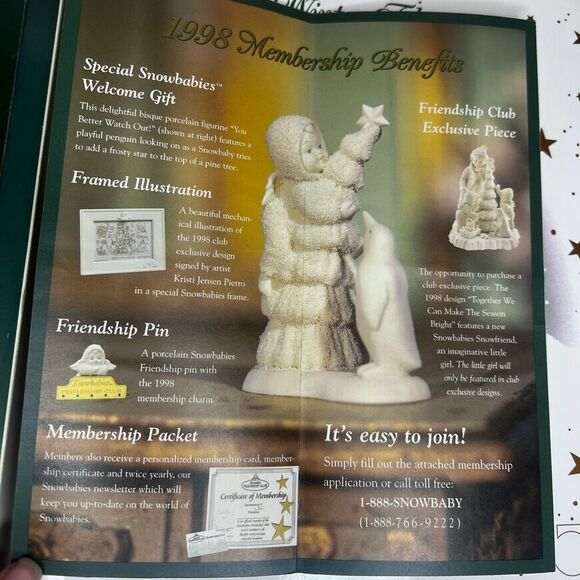 1998 Membership Benefits
Special Snowbabies™
Welcome Gift
This delightful bisque porcelain figurine "You
Better Watch Out!" (shown at right) features a
playful penguin looking on as a Snowbaby tries
to add a frosty star to the top of a pine tree.
Framed Illustration
A beautiful mechan-
ical illustration of
the 1998 club
exclusive design
signed by artist
Kristi Jensen Pierro
in a special Snowbabies frame.
Friendship Pin
A porcelain Snowbabies
Friendship pin with
the 1998
membership charm.
Snowbabies
FRIENDSHIP CLUB
Membership Packet
Members also receive a personalized membership card, member-
ship certificate and twice yearly, our
Snowbabies newsletter which will
keep you up-to-date on the world of
Snowbabies.
Certificate of Membership
Friendship Club
Exclusive Piece
The opportunity to purchase a
club exclusive piece. The
1998 design "Together We
Can Make The Season
Bright" features a new
Snowbabies Snowfriend,
an imaginative little
girl. The little girl will
only be featured in club
exclusive designs.
It's easy to join!
Simply fill out the attached membership
application or call toll free:
1-888-SNOWBABY
(1-888-766-9222)